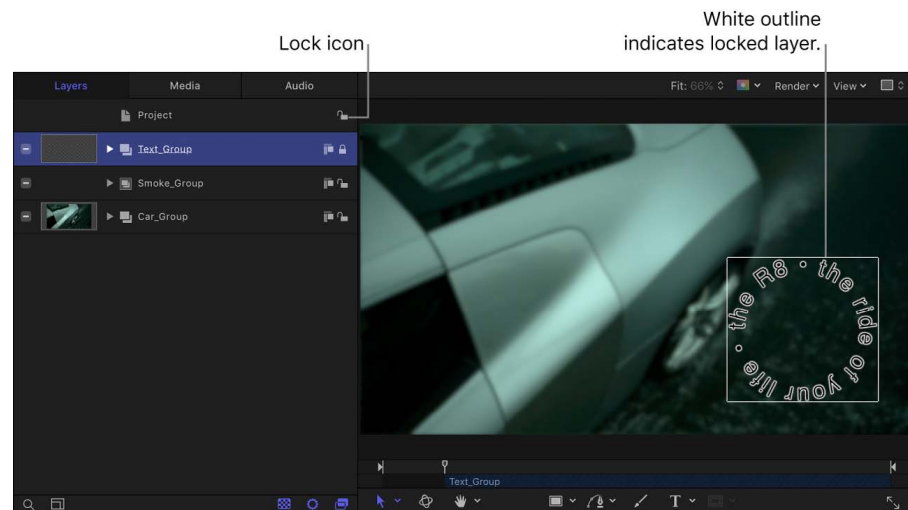 White outline
indicates locked layer.
Lock icon
Layers Media Audio
Fit: 66% Render View
Project
Text_Group
Smoke_Group
Car_Group
the R8 • the ride of your life •
Text_Group
T